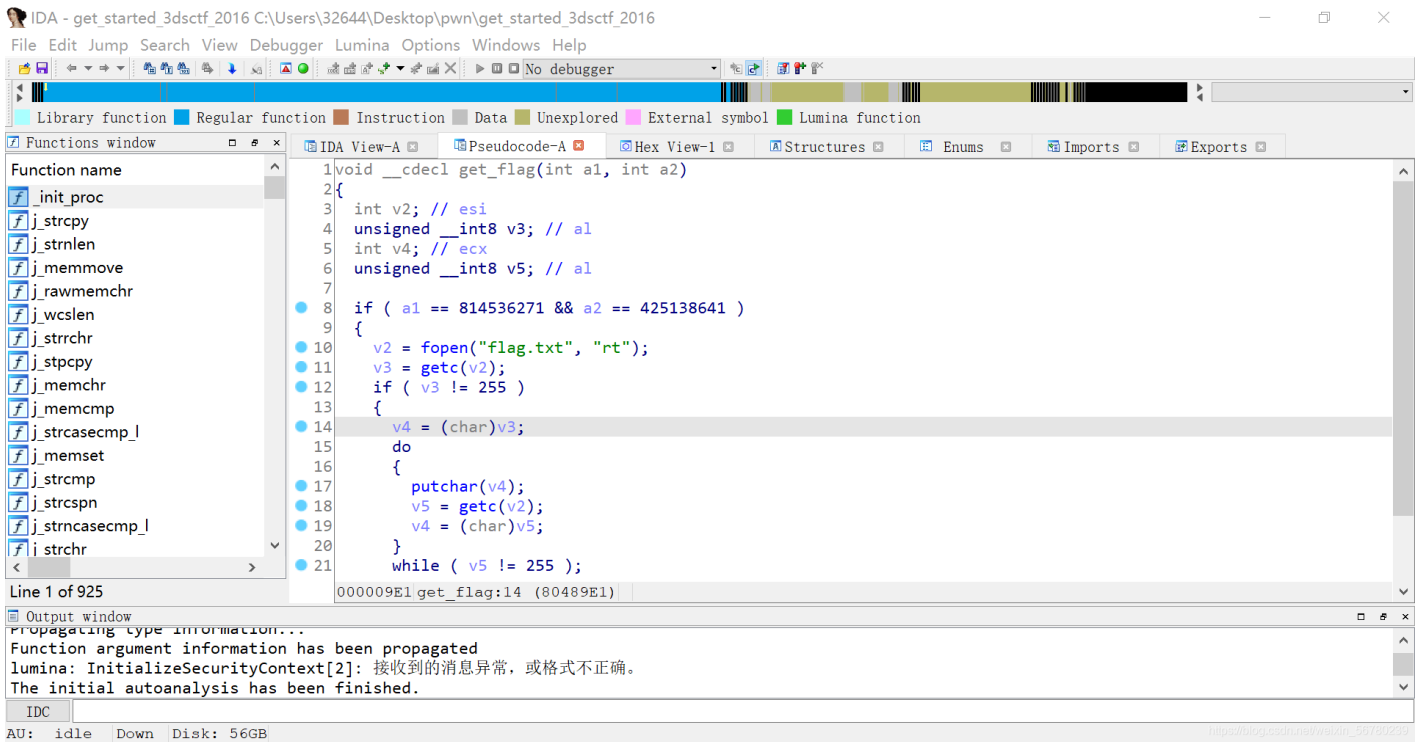 IDA - get_started_3dsctf_2016 C:\Users\32644\Desktop\pwn\get_started_3dsctf_2016
File Edit Jump Search View Debugger Lumina Options Windows Help
No debugger
Library function Regular function Instruction Data Unexplored External symbol Lumina function
Functions window
IDA View-A Pseudocode-A Hex View-1 Structures Enums Imports Exports
Function name
_init_proc
j_strcpy
j_strnlen
j_memmove
j_rawmemchr
j_wcslen
j_strrchr
j_stpcpy
j_memchr
j_memcmp
j_strcasecmp_l
j_memset
j_strcmp
j_strcspn
j_strncasecmp_l
j_strchr
Line 1 of 925
1 void __cdecl get_flag(int a1, int a2)
2 {
3 int v2; // esi
4 unsigned __int8 v3; // al
5 int v4; // ecx
6 unsigned __int8 v5; // al
7
8 if ( a1 == 814536271 && a2 == 425138641 )
9 {
10 v2 = fopen("flag.txt", "rt");
11 v3 = getc(v2);
12 if ( v3 != 255 )
13 {
14 v4 = (char)v3;
15 do
16 {
17 putchar(v4);
18 v5 = getc(v2);
19 v4 = (char)v5;
20 }
21 while ( v5 != 255 );
000009E1 get_flag:14 (80489E1)
Output window
Propagating type information...
Function argument information has been propagated
lumina: InitializeSecurityContext[2]: 接收到的消息异常，或格式不正确。
The initial autoanalysis has been finished.
IDC
AU: idle Down Disk: 56GB